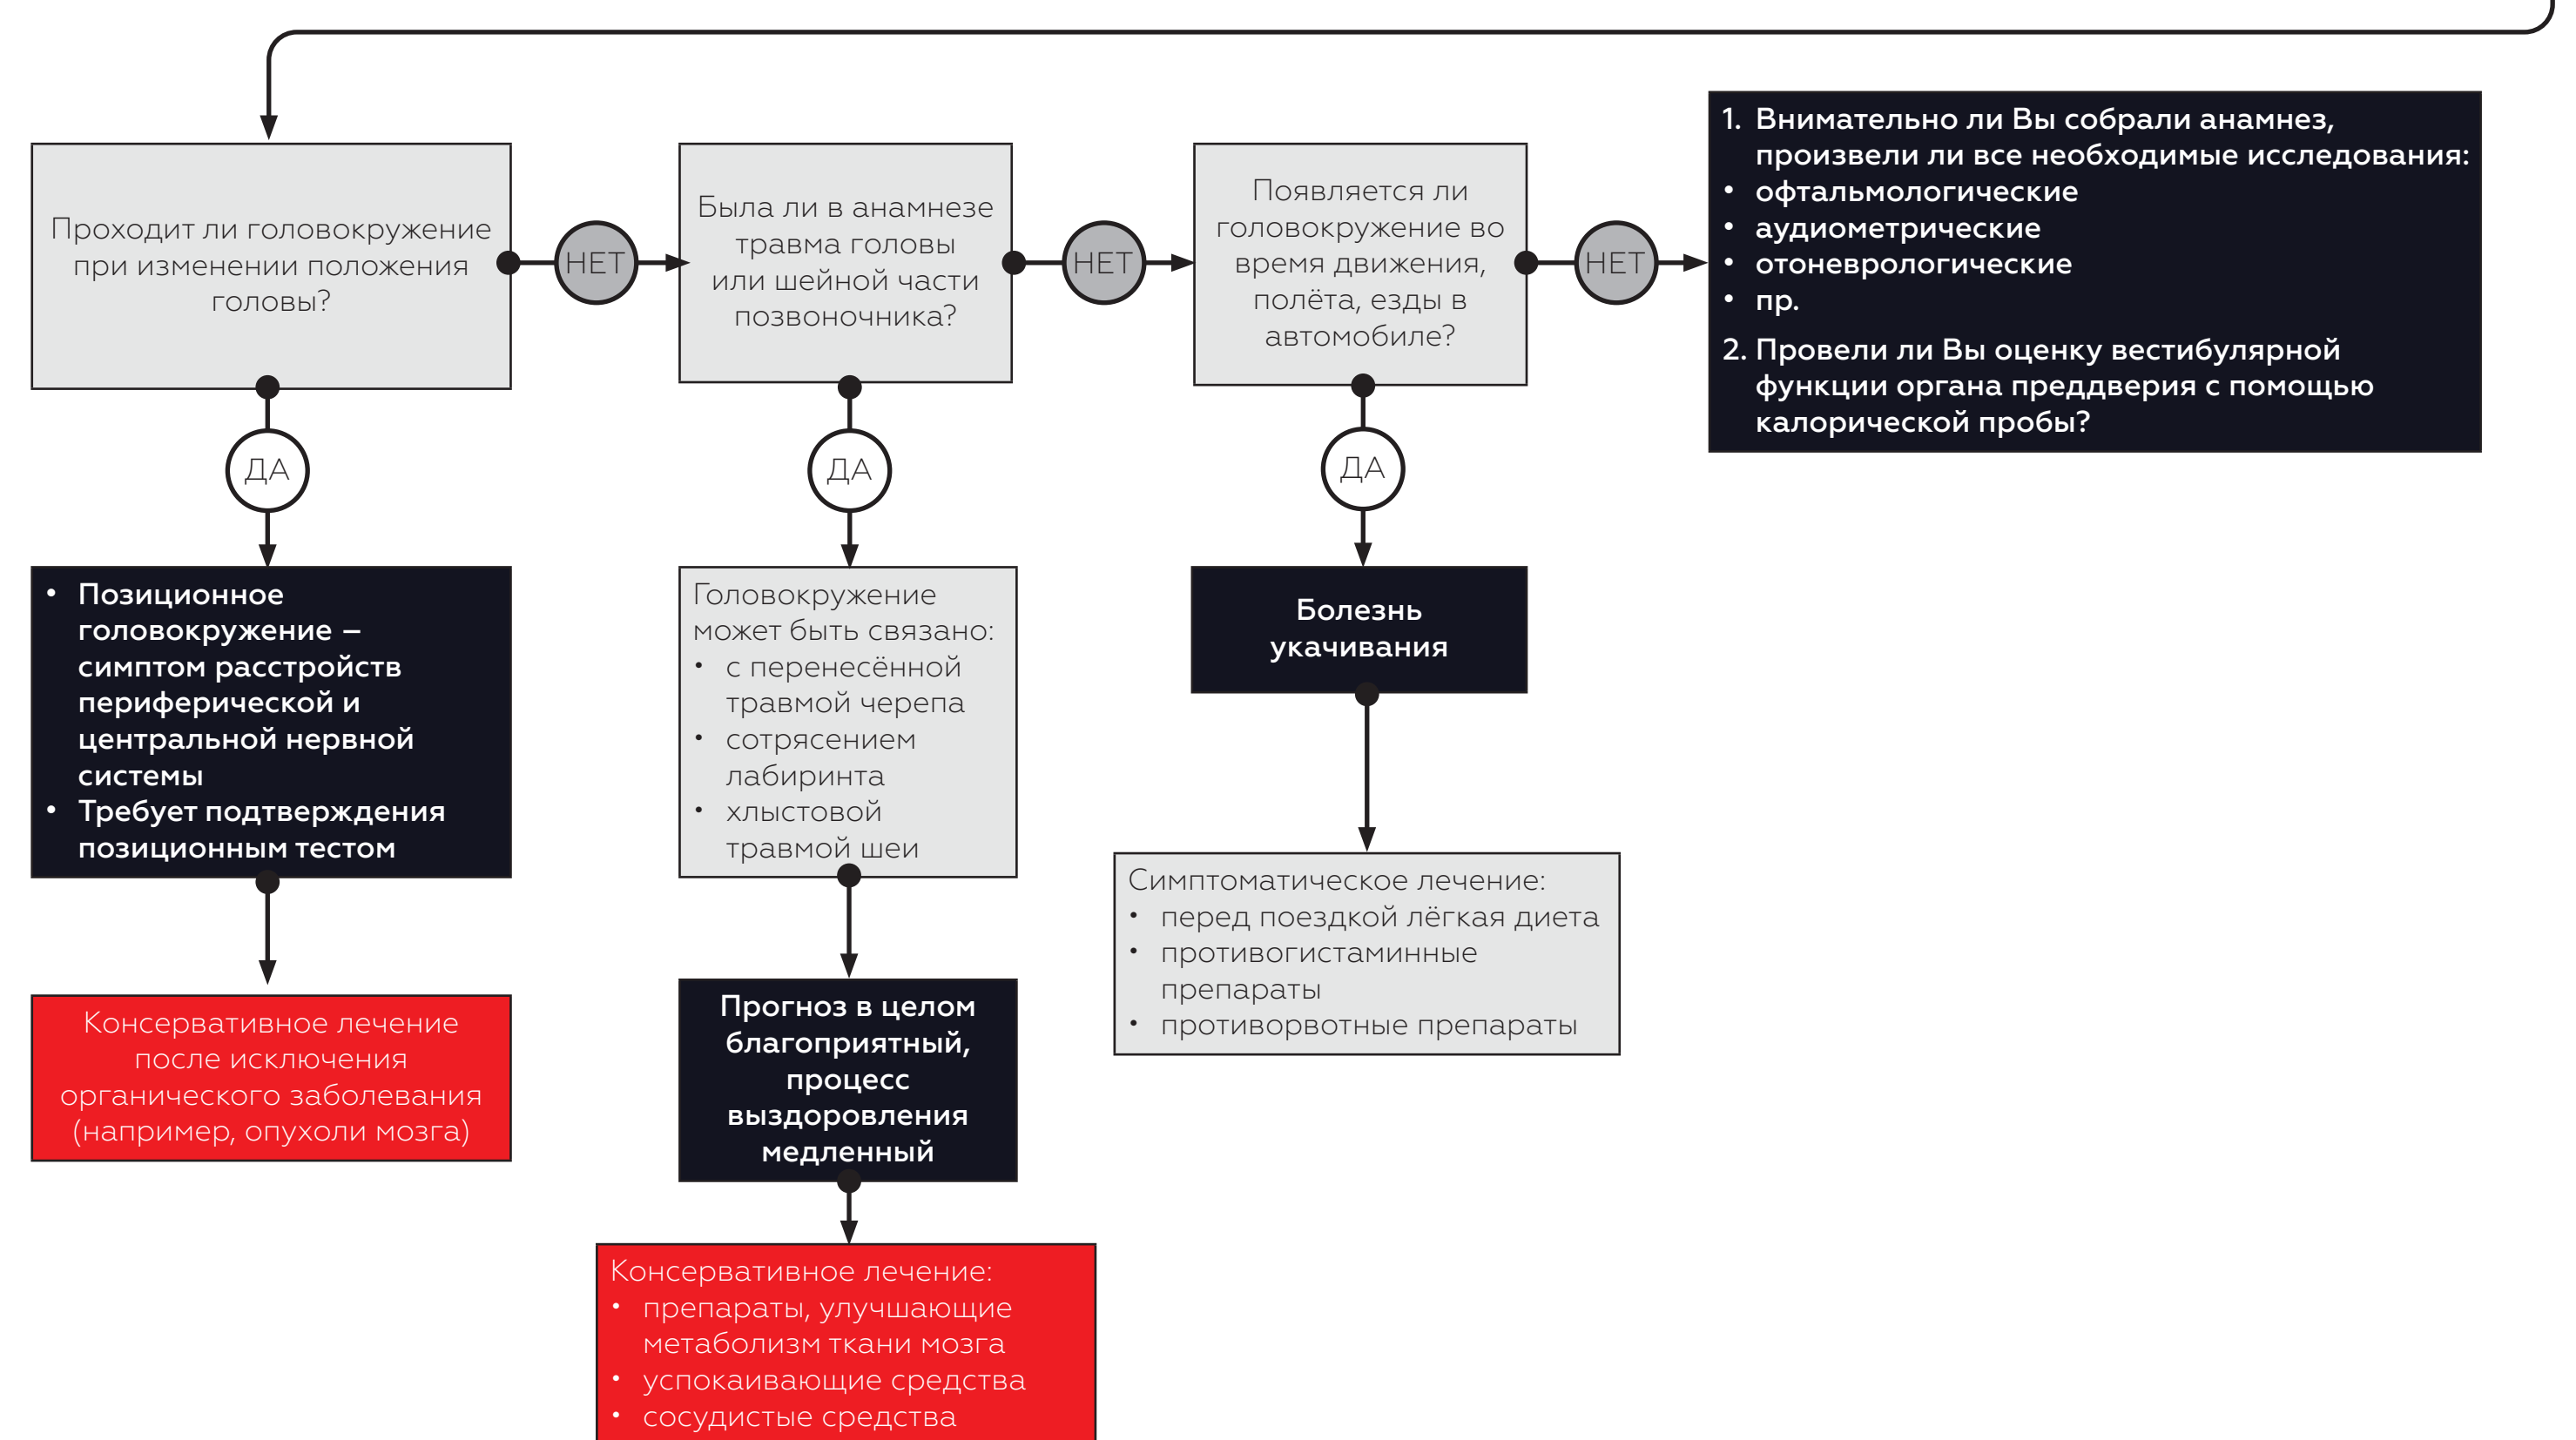 Проходит ли головокружение
при изменении положения
головы?
НЕТ
Была ли в анамнезе
травма головы
или шейной части
позвоночника?
НЕТ
Появляется ли
головокружение во
время движения,
полёта, езды в
автомобиле?
НЕТ
1. Внимательно ли Вы собрали анамнез,
произвели ли все необходимые исследования:
• офтальмологические
• аудиометрические
• отоневрологические
• пр.
2. Провели ли Вы оценку вестибулярной
функции органа преддверия с помощью
калорической пробы?
ДА
ДА
ДА
• Позиционное
головокружение –
симптом расстройств
периферической и
центральной нервной
системы
• Требует подтверждения
позиционным тестом
Головокружение
может быть связано:
• с перенесённой
травмой черепа
• сотрясением
лабиринта
• хлыстовой
травмой шеи
Болезнь
укачивания
Симптоматическое лечение:
• перед поездкой лёгкая диета
• противогистаминные
препараты
• противорвотные препараты
Консервативное лечение
после исключения
органического заболевания
(например, опухоли мозга)
Прогноз в целом
благоприятный,
процесс
выздоровления
медленный
Консервативное лечение:
• препараты, улучшающие
метаболизм ткани мозга
• успокаивающие средства
• сосудистые средства